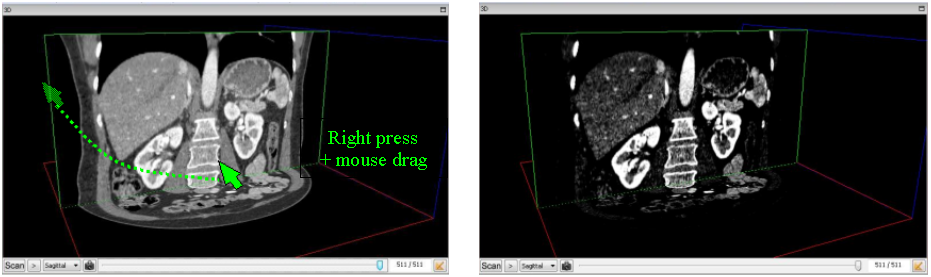 3D
3D
Right press
+ mouse drag
Scan > Sagittal 511/511
Scan > Sagittal 511/511